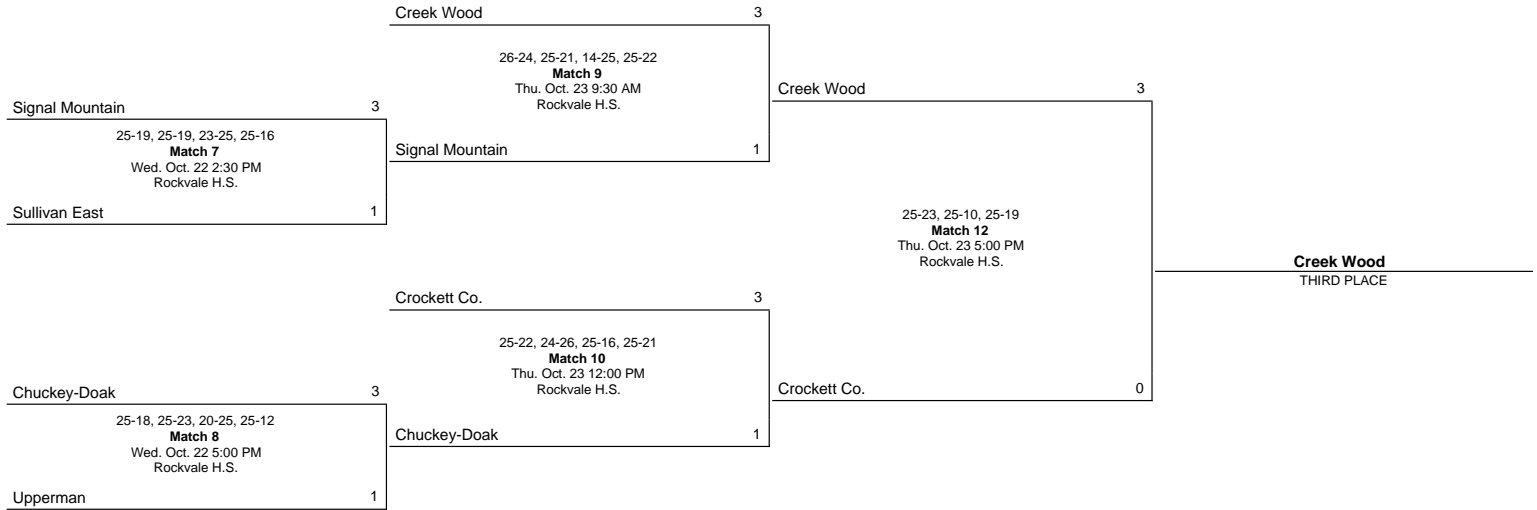 Creek Wood 3
26-24, 25-21, 14-25, 25-22
Match 9
Thu. Oct. 23 9:30 AM
Rockvale H.S.
Signal Mountain 1
Signal Mountain 3
25-19, 25-19, 23-25, 25-16
Match 7
Wed. Oct. 22 2:30 PM
Rockvale H.S.
Sullivan East 1
Creek Wood 3
25-23, 25-10, 25-19
Match 12
Thu. Oct. 23 5:00 PM
Rockvale H.S.
Crockett Co. 0
Creek Wood
THIRD PLACE
Crockett Co. 3
25-22, 24-26, 25-16, 25-21
Match 10
Thu. Oct. 23 12:00 PM
Rockvale H.S.
Chuckey-Doak 1
Chuckey-Doak 3
25-18, 25-23, 20-25, 25-12
Match 8
Wed. Oct. 22 5:00 PM
Rockvale H.S.
Upperman 1